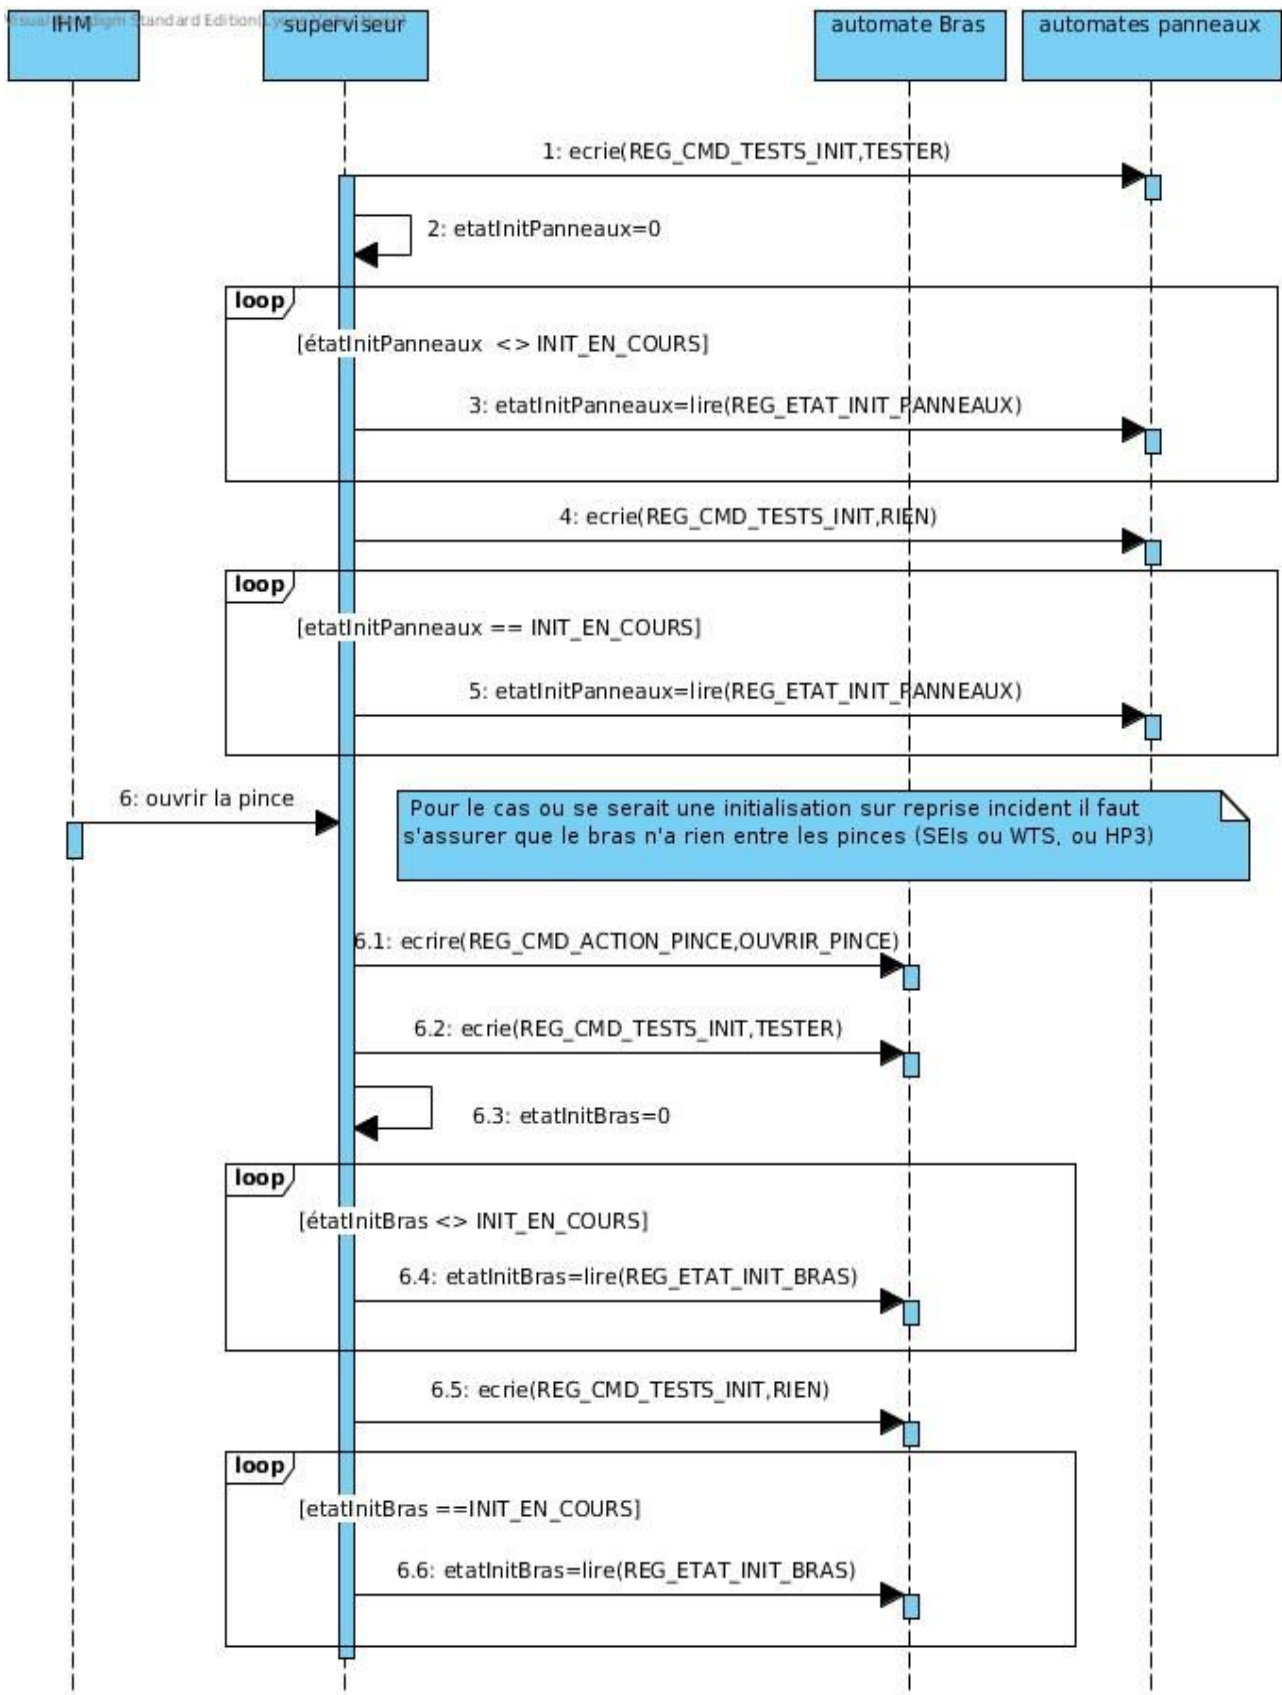 Visual Paradigm Standard Edition(Lycee
IHM
superviseur
automate Bras
automates panneaux
1: ecrie(REG_CMD_TESTS_INIT,TESTER)
2: etatInitPanneaux=0
loop
[étatInitPanneaux <> INIT_EN_COURS]
3: etatInitPanneaux=lire(REG_ETAT_INIT_PANNEAUX)
4: ecrie(REG_CMD_TESTS_INIT,RIEN)
loop
[etatInitPanneaux == INIT_EN_COURS]
5: etatInitPanneaux=lire(REG_ETAT_INIT_PANNEAUX)
6: ouvrir la pince
Pour le cas ou se serait une initialisation sur reprise incident il faut
s'assurer que le bras n'a rien entre les pinces (SEIs ou WTS, ou HP3)
6.1: ecrire(REG_CMD_ACTION_PINCE,OUVRIR_PINCE)
6.2: ecrie(REG_CMD_TESTS_INIT,TESTER)
6.3: etatInitBras=0
loop
[étatInitBras <> INIT_EN_COURS]
6.4: etatInitBras=lire(REG_ETAT_INIT_BRAS)
6.5: ecrie(REG_CMD_TESTS_INIT,RIEN)
loop
[etatInitBras ==INIT_EN_COURS]
6.6: etatInitBras=lire(REG_ETAT_INIT_BRAS)